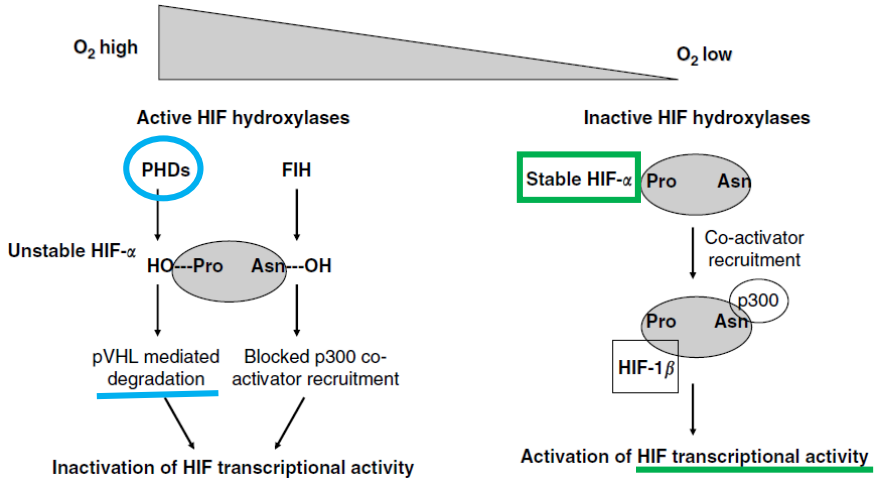 O₂ high
O₂ low
Active HIF hydroxylases
PHDs
FIH
Unstable HIF-α
HO---Pro Asn---OH
pVHL mediated
degradation
Blocked p300 co-
activator recruitment
Inactivation of HIF transcriptional activity
Inactive HIF hydroxylases
Stable HIF-α
Pro Asn
Co-activator
recruitment
p300
Pro Asn
HIF-1β
Activation of HIF transcriptional activity